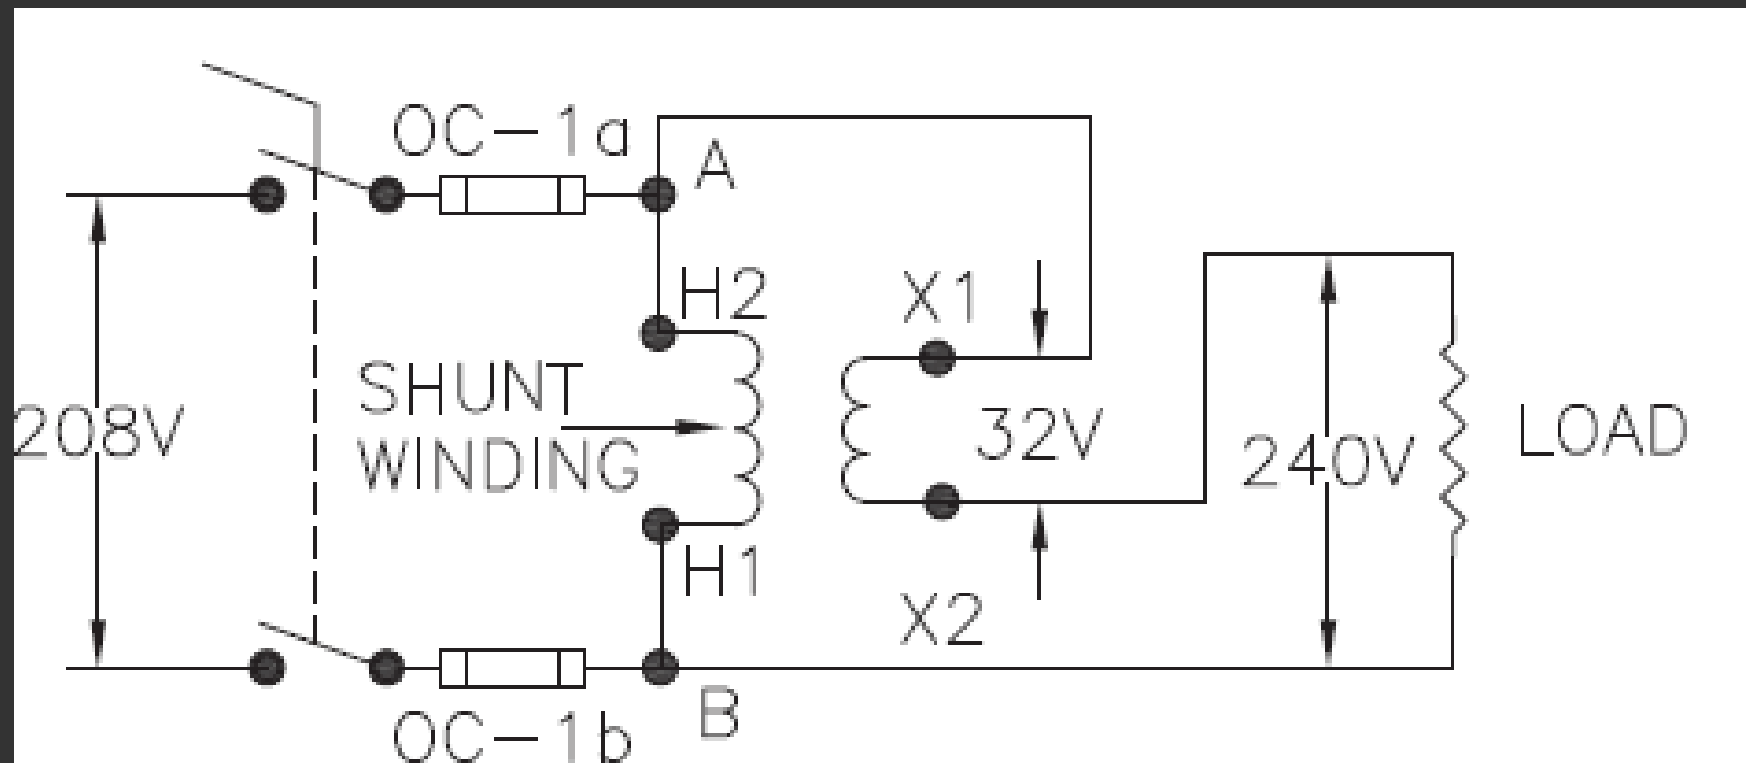 OC-1a
A
H2
X1
SHUNT
WINDING
208V
32V
240V
LOAD
H1
X2
B
OC-1b